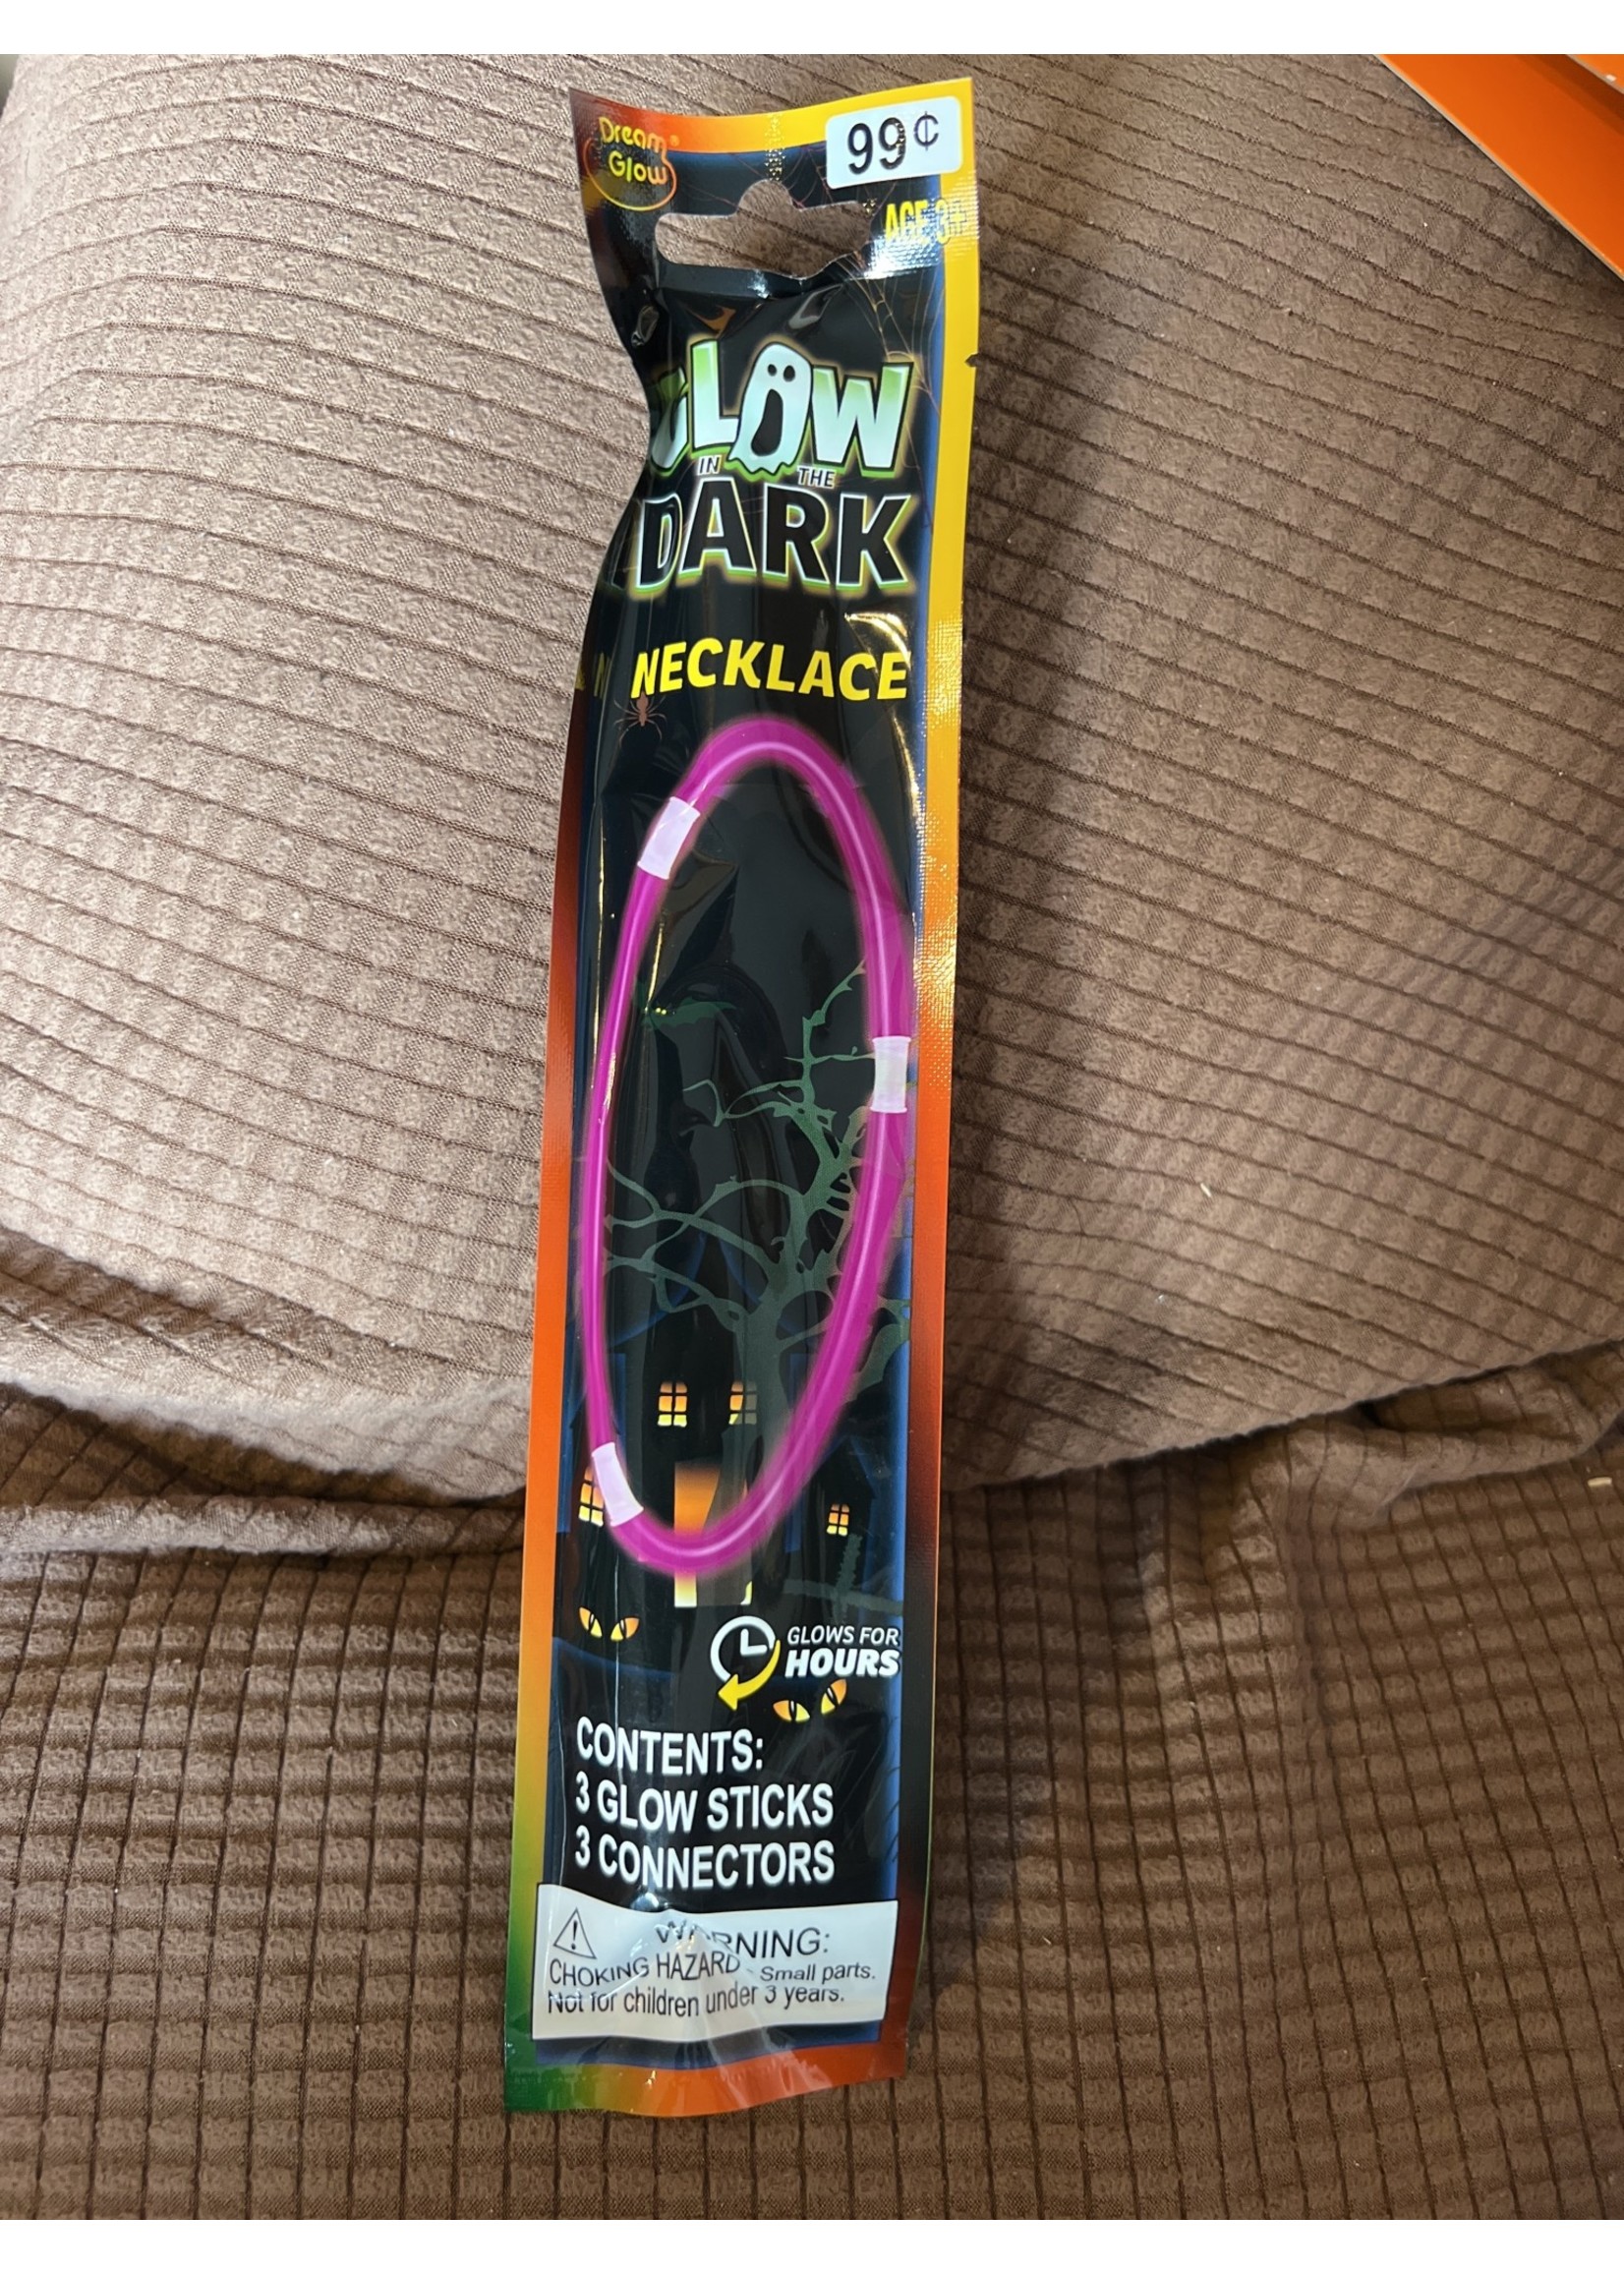 Dream®
Glow
99¢
AGE 3+
GLOW
IN THE
DARK
NECKLACE
GLOWS FOR
HOURS
CONTENTS:
3 GLOW STICKS
3 CONNECTORS
WARNING:
CHOKING HAZARD - Small parts.
Not for children under 3 years.